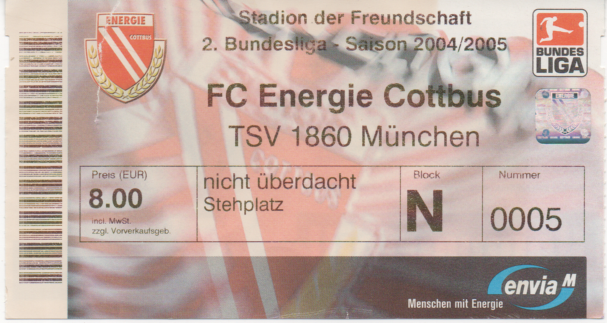 ENERGIE
COTTBUS
Stadion der Freundschaft
2. Bundesliga - Saison 2004/2005
BUNDES
LIGA
FC Energie Cottbus
TSV 1860 München
Preis (EUR)
8.00
incl. MwSt.
zzgl. Vorverkaufsgeb.
nicht überdacht
Stehplatz
Block
N
Nummer
0005
envia M
Menschen mit Energie